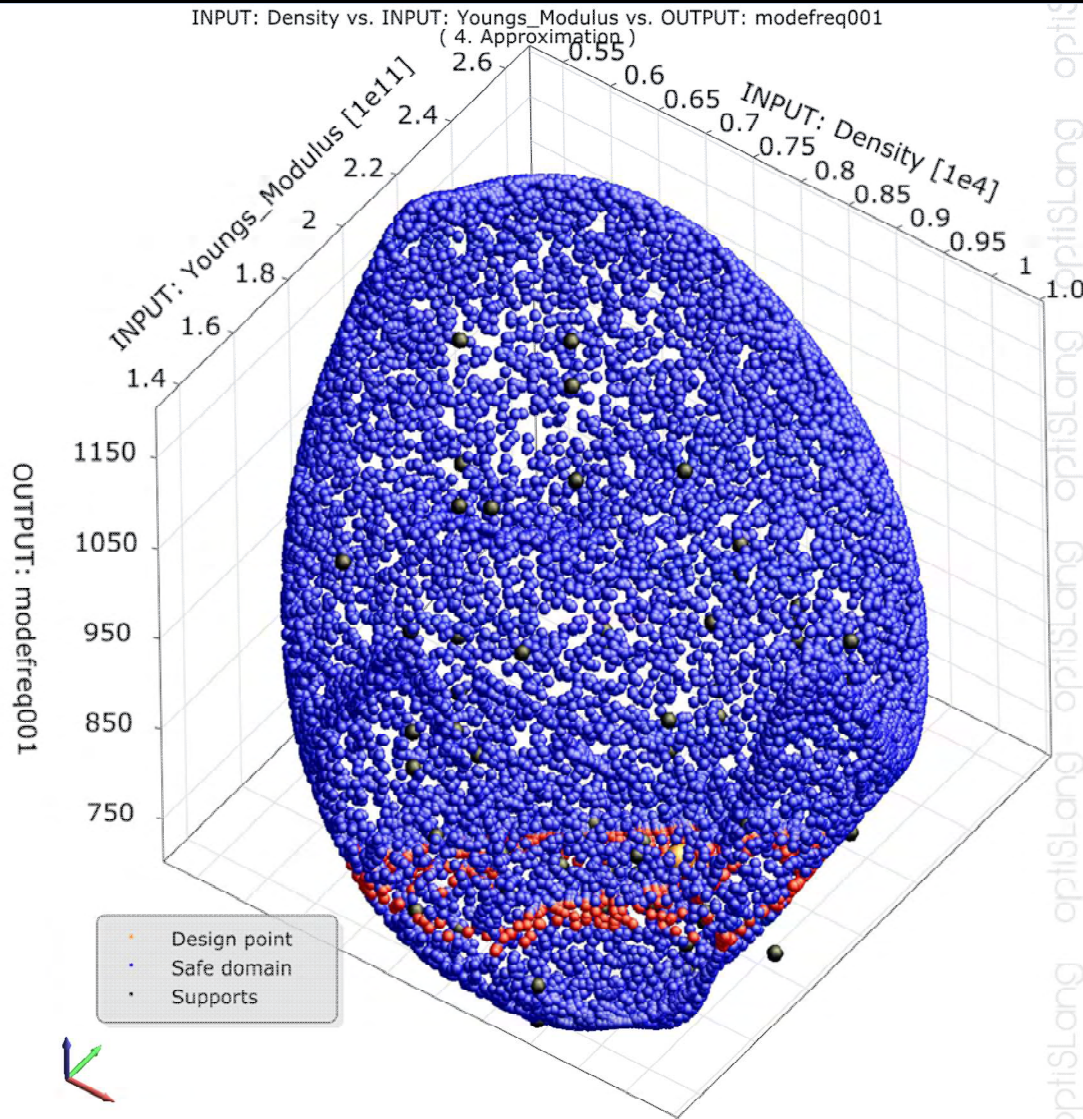 INPUT: Density vs. INPUT: Youngs_Modulus vs. OUTPUT: modefreq001
( 4. Approximation )
INPUT: Youngs_Modulus [1e11]
2.6
2.4
2.2
2
1.8
1.6
1.4
INPUT: Density [1e4]
0.55
0.6
0.65
0.7
0.75
0.8
0.85
0.9
0.95
1
1.0
OUTPUT: modefreq001
1150
1050
950
850
750
Design point
Safe domain
Supports
optiSLang
optiSLang
optiSLang
optiSLang